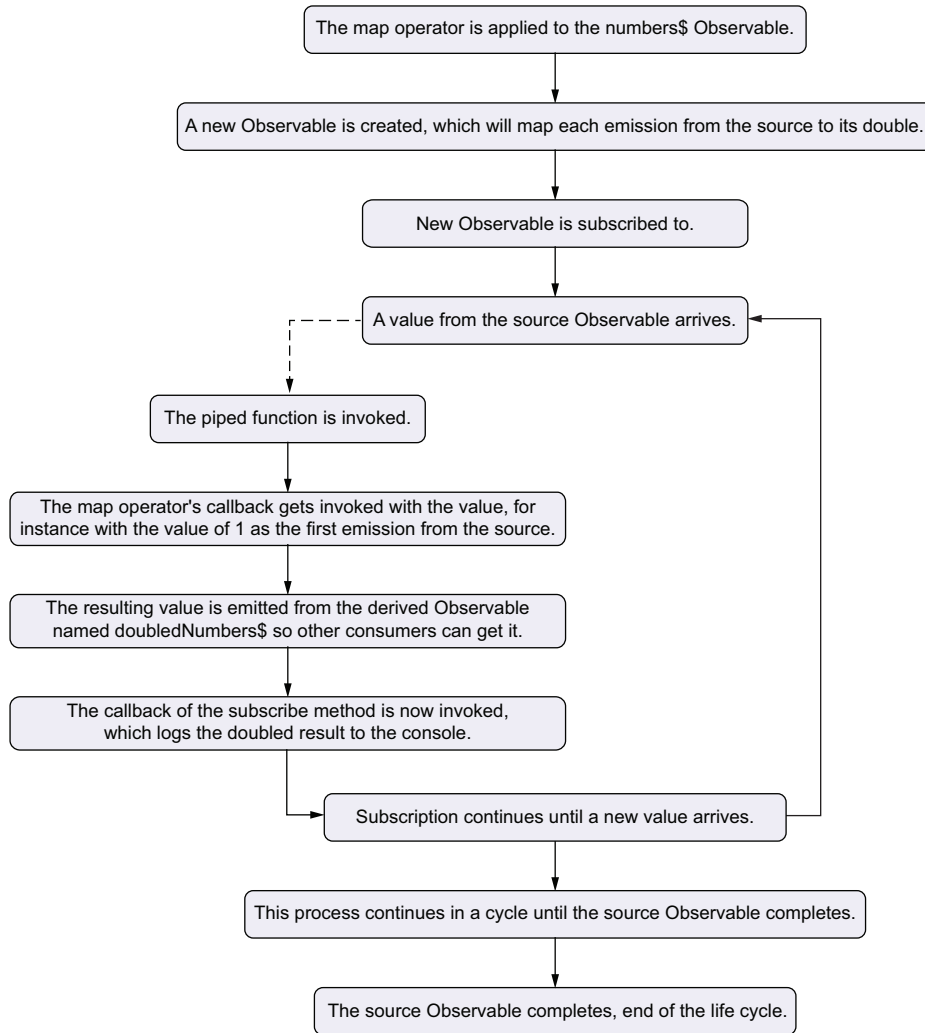 The map operator is applied to the numbers$ Observable.
A new Observable is created, which will map each emission from the source to its double.
New Observable is subscribed to.
A value from the source Observable arrives.
The piped function is invoked.
The map operator's callback gets invoked with the value, for
instance with the value of 1 as the first emission from the source.
The resulting value is emitted from the derived Observable
named doubledNumbers$ so other consumers can get it.
The callback of the subscribe method is now invoked,
which logs the doubled result to the console.
Subscription continues until a new value arrives.
This process continues in a cycle until the source Observable completes.
The source Observable completes, end of the life cycle.